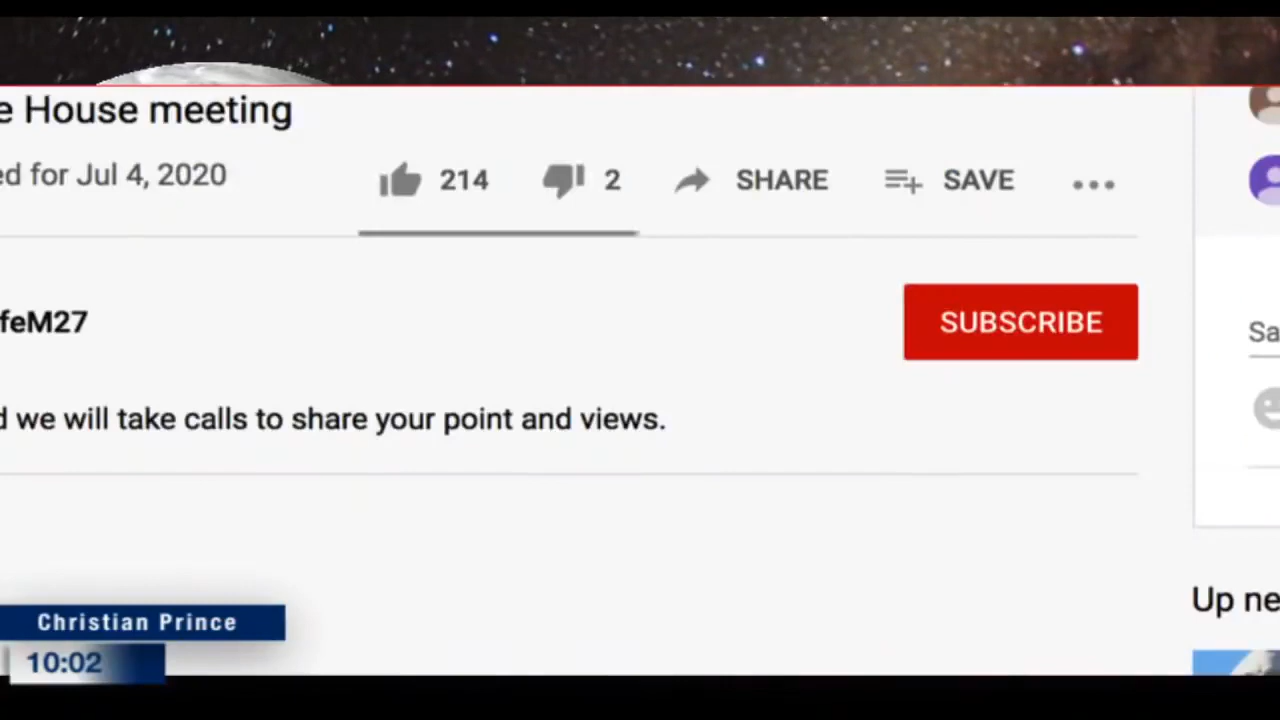 e House meeting
ed for Jul 4, 2020
214 2 SHARE SAVE
feM27
SUBSCRIBE
d we will take calls to share your point and views.
Sa
Up ne
Christian Prince
10:02